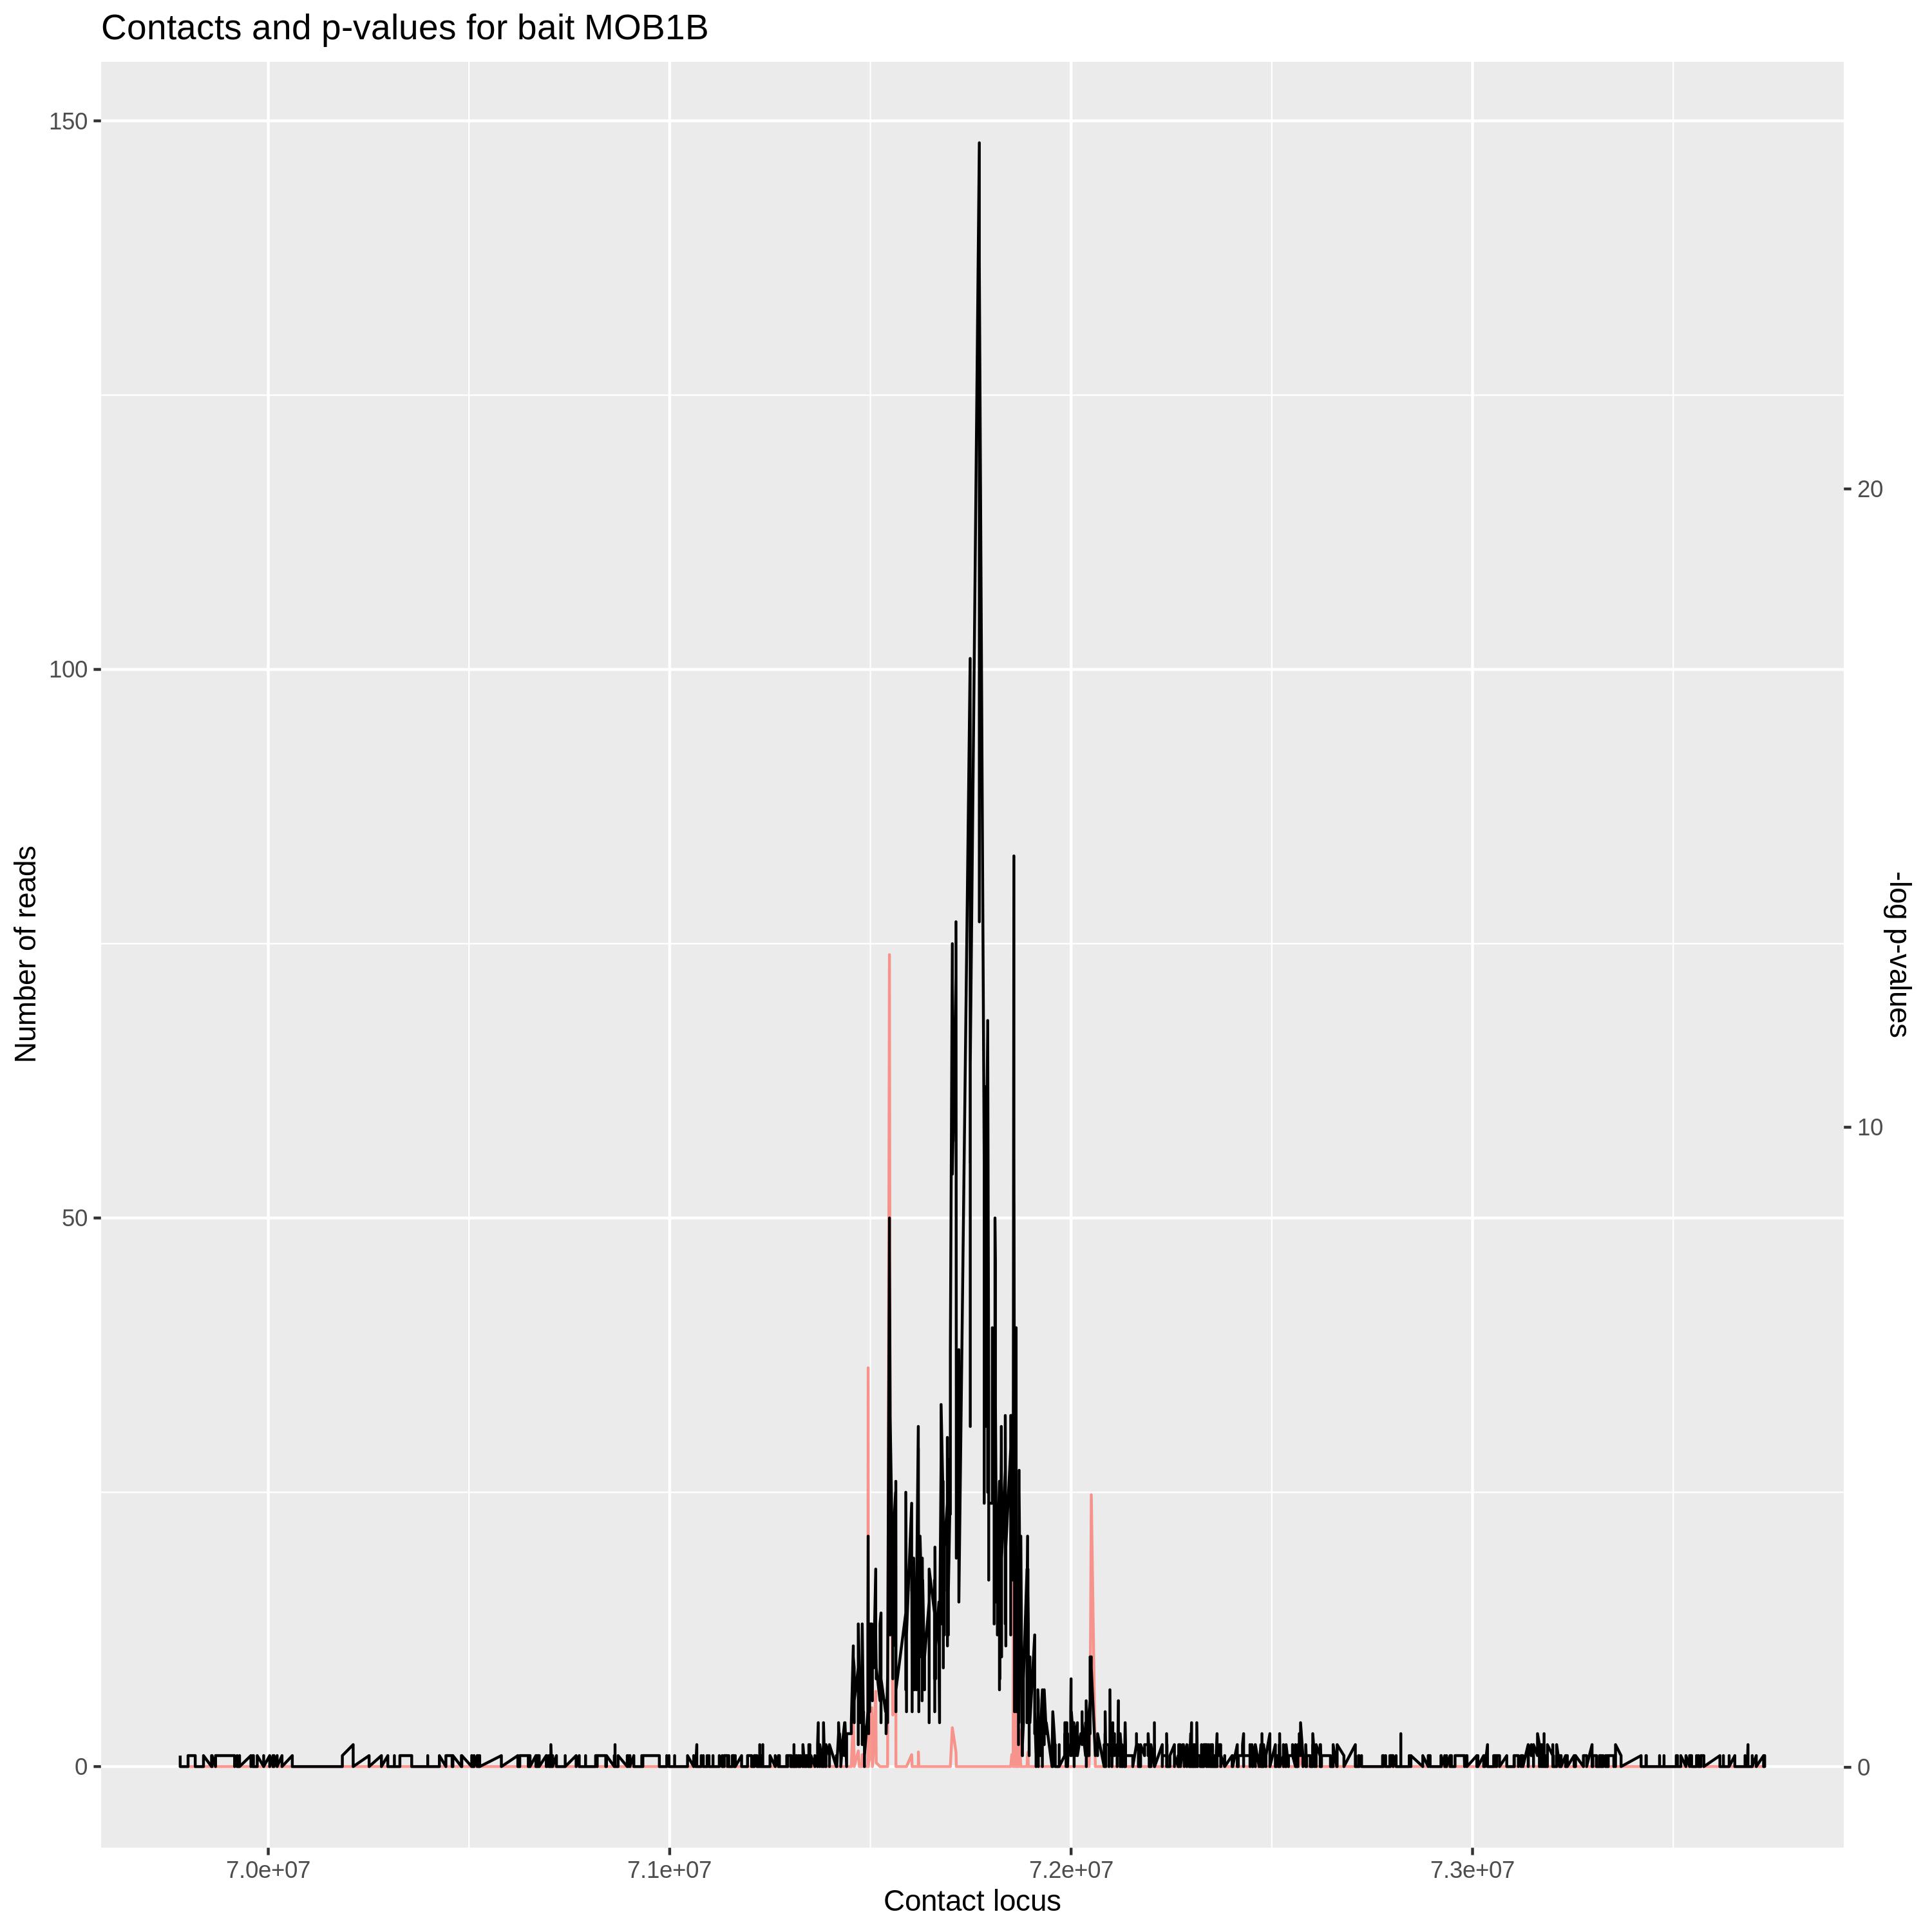 Contacts and p-values for bait MOB1B
150
100
50
0
Number of reads
20
10
0
-log p-values
7.0e+07 7.1e+07 7.2e+07 7.3e+07
Contact locus